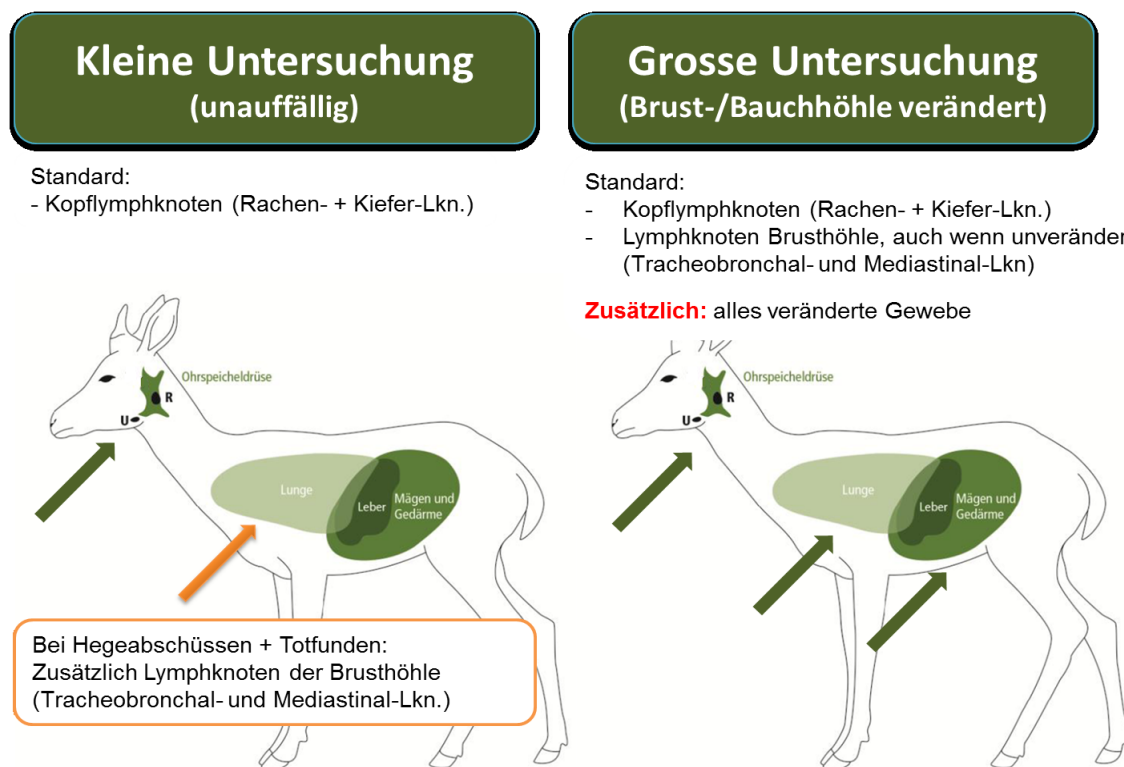 Kleine Untersuchung
(unauffällig)
Standard:
- Kopflymphknoten (Rachen- + Kiefer-Lkn.)
Ohrspeicheldrüse
R
U
Lunge
Leber
Mägen und
Gedärme
Bei Hegeabschüssen + Totfunden:
Zusätzlich Lymphknoten der Brusthöhle
(Tracheobronchal- und Mediastinal-Lkn.)
Grosse Untersuchung
(Brust-/Bauchhöhle verändert)
Standard:
- Kopflymphknoten (Rachen- + Kiefer-Lkn.)
- Lymphknoten Brusthöhle, auch wenn unveränder
(Tracheobronchal- und Mediastinal-Lkn)
Zusätzlich: alles veränderte Gewebe
Ohrspeicheldrüse
R
U
Lunge
Leber
Mägen und
Gedärme